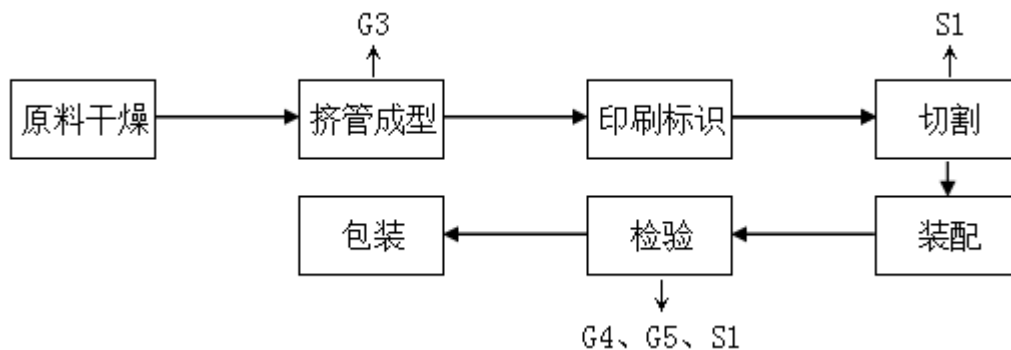 G3
S1
原料干燥
挤管成型
印刷标识
切割
包装
检验
装配
G4、G5、S1